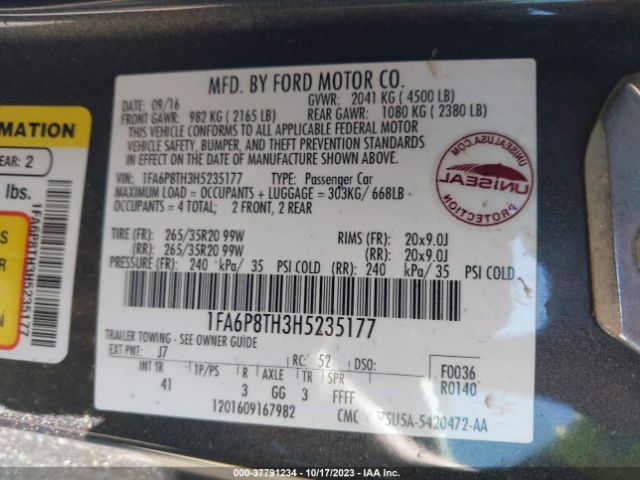 MFD. BY FORD MOTOR CO.
DATE: 09/16 GVWR: 2041 KG ( 4500 LB)
FRONT GAWR: 982 KG ( 2165 LB) REAR GAWR: 1080 KG ( 2380 LB)
THIS VEHICLE CONFORMS TO ALL APPLICABLE FEDERAL MOTOR
VEHICLE SAFETY, BUMPER, AND THEFT PREVENTION STANDARDS
IN EFFECT ON THE DATE OF MANUFACTURE SHOWN ABOVE.
VIN: 1FA6P8TH3H5235177 TYPE: Passenger Car
MAXIMUM LOAD = OCCUPANTS + LUGGAGE = 303KG/ 668LB
OCCUPANTS = 4 TOTAL; 2 FRONT, 2 REAR
TIRE (FR): 265/35R20 99W RIMS (FR): 20x9.0J
(RR): 265/35R20 99W (RR): 20x9.0J
PRESSURE (FR): 240 kPa/ 35 PSI COLD (RR): 240 kPa/ 35 PSI COLD
1FA6P8TH3H5235177
TRAILER TOWING - SEE OWNER GUIDE
EXT PNT: J7 RC: 52 DSO:
F0036
R0140
INT TR TP/PS R AXLE TR SPR
41 3 GG 3 FFFF
1201609167982 CMC 5U5A-5420472-AA
UNISEALUSA.COM
UNISEAL
PROTECTION
RMATION
EAR: 2
lbs.
S
R
N
1FA6P8TH3H5235177
000-37791234 - 10/17/2023 - IAA Inc.